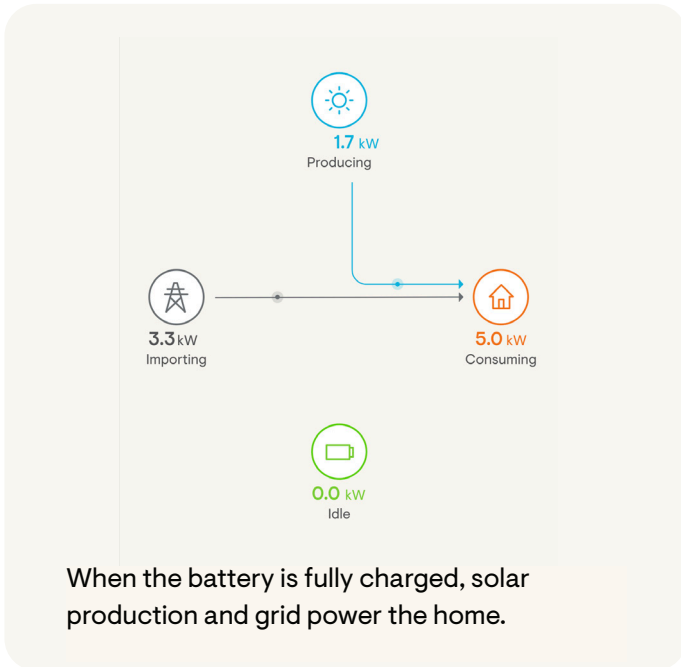 1.7 kW
Producing
3.3 kW
Importing
5.0 kW
Consuming
0.0 kW
Idle
When the battery is fully charged, solar
production and grid power the home.